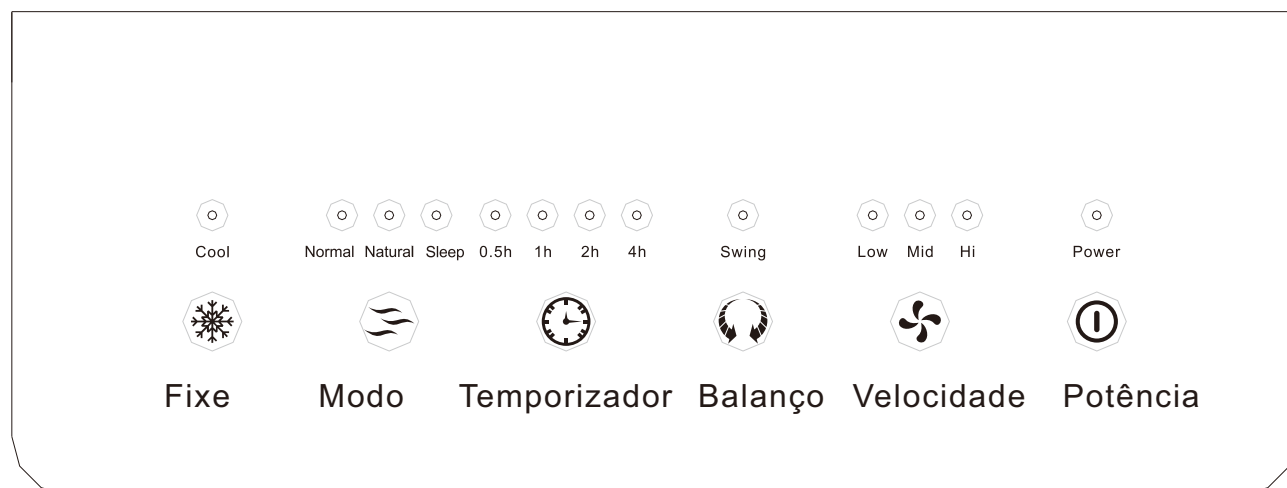 Cool Normal Natural Sleep 0.5h 1h 2h 4h Swing Low Mid Hi Power
Fixe Modo Temporizador Balanço Velocidade Potência